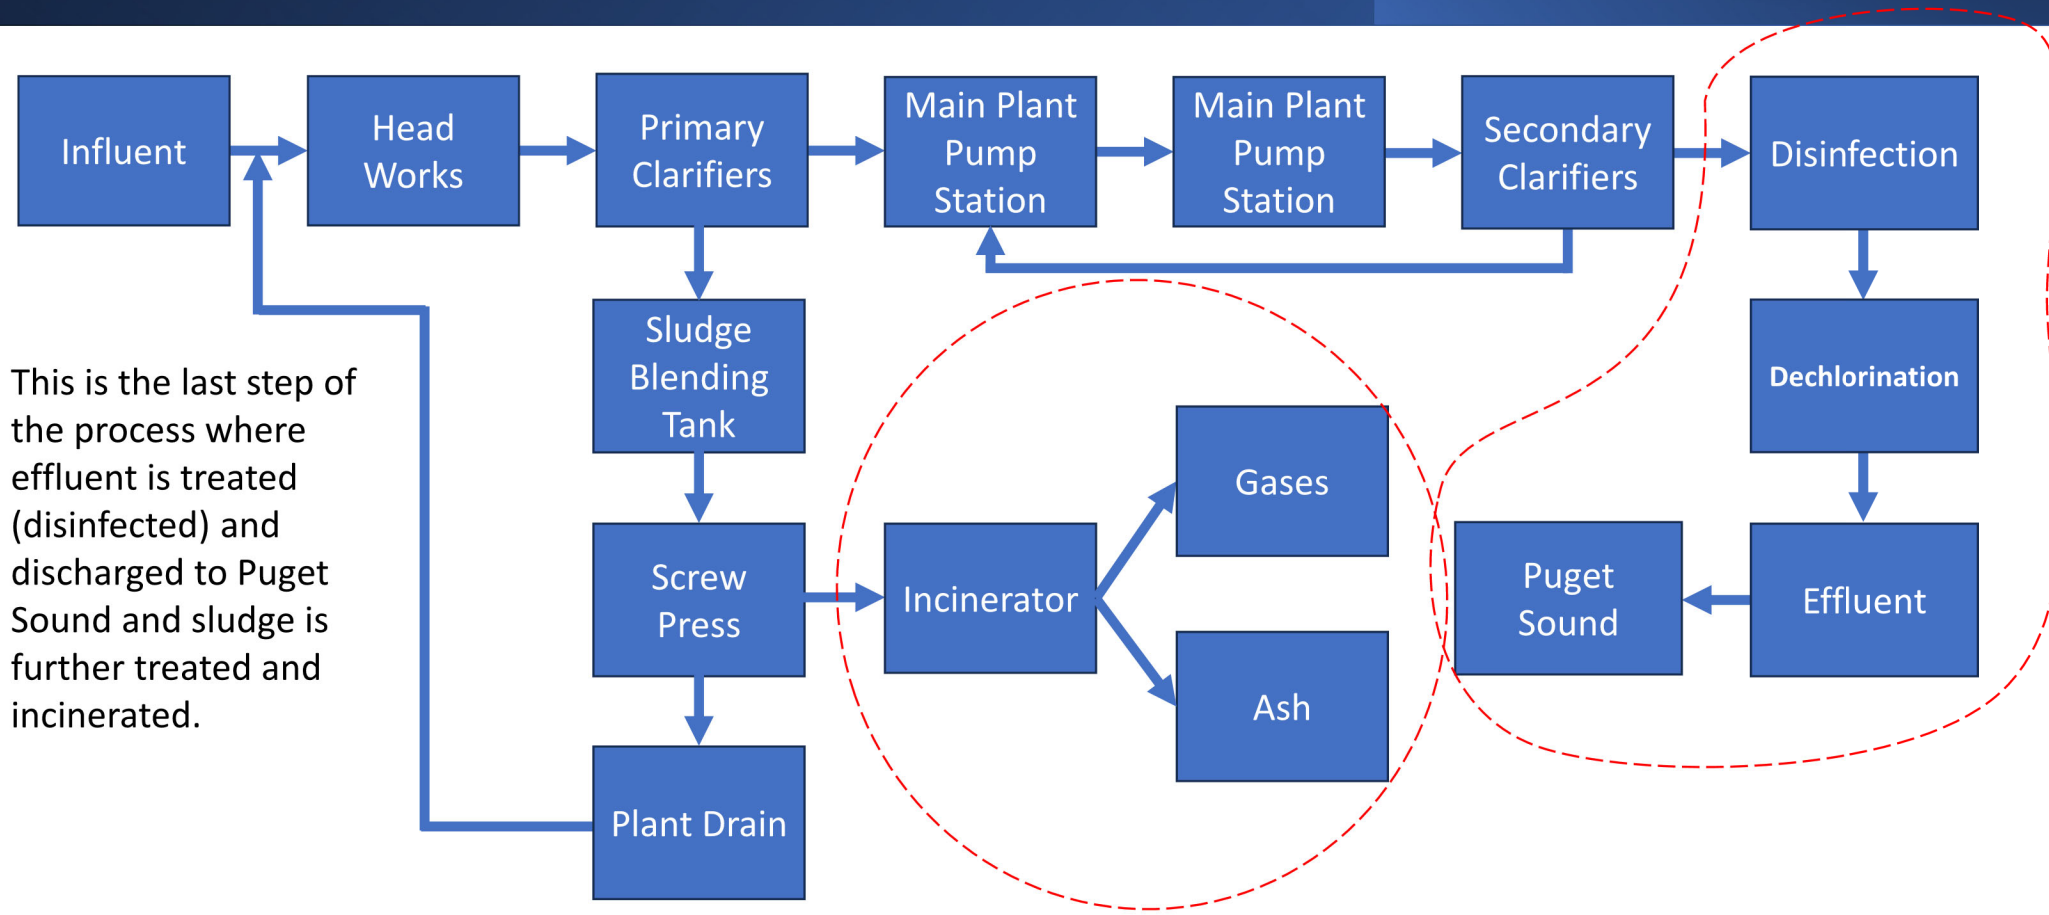 Influent
Head
Works
Primary
Clarifiers
Main Plant
Pump
Station
Main Plant
Pump
Station
Secondary
Clarifiers
Disinfection
Sludge
Blending
Tank
Dechlorination
This is the last step of
the process where
effluent is treated
(disinfected) and
discharged to Puget
Sound and sludge is
further treated and
incinerated.
Gases
Screw
Press
Incinerator
Puget
Sound
Effluent
Ash
Plant Drain